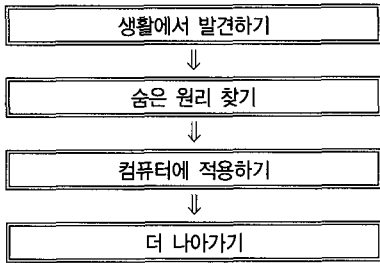 생활에서 발견하기
⇓
숨은 원리 찾기
⇓
컴퓨터에 적용하기
⇓
더 나아가기